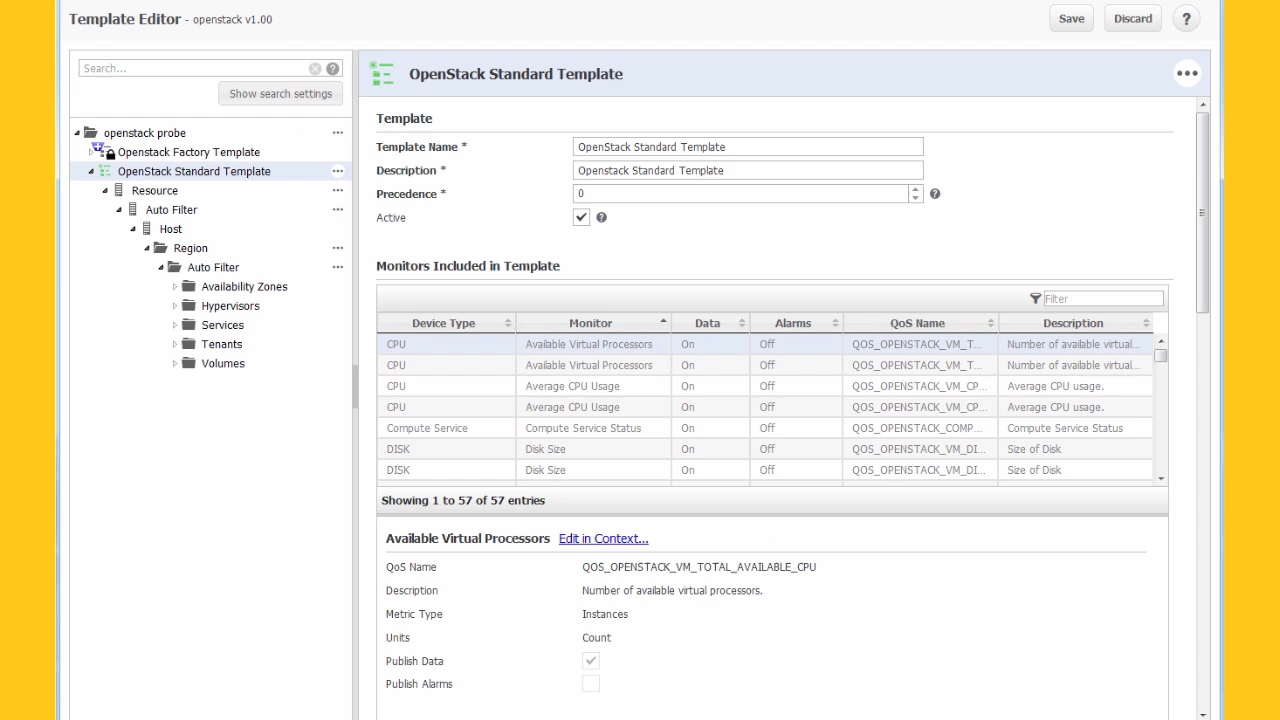 Template Editor - openstack v1.00
Save
Discard
?
Search...
?
Show search settings
openstack probe
Openstack Factory Template
OpenStack Standard Template
Resource
Auto Filter
Host
Region
Auto Filter
Availability Zones
Hypervisors
Services
Tenants
Volumes
OpenStack Standard Template
Template
Template Name * OpenStack Standard Template
Description * Openstack Standard Template
Precedence * 0 ?
Active ?
Monitors Included in Template
Filter
Device Type Monitor Data Alarms QoS Name Description
CPU Available Virtual Processors On Off QOS_OPENSTACK_VM_T... Number of available virtual...
CPU Available Virtual Processors On Off QOS_OPENSTACK_VM_T... Number of available virtual...
CPU Average CPU Usage On Off QOS_OPENSTACK_VM_CP... Average CPU usage.
CPU Average CPU Usage On Off QOS_OPENSTACK_VM_CP... Average CPU usage.
Compute Service Compute Service Status On Off QOS_OPENSTACK_COMP... Compute Service Status
DISK Disk Size On Off QOS_OPENSTACK_VM_DI... Size of Disk
DISK Disk Size On Off QOS_OPENSTACK_VM_DI... Size of Disk
Showing 1 to 57 of 57 entries
Available Virtual Processors Edit in Context...
QoS Name QOS_OPENSTACK_VM_TOTAL_AVAILABLE_CPU
Description Number of available virtual processors.
Metric Type Instances
Units Count
Publish Data
Publish Alarms